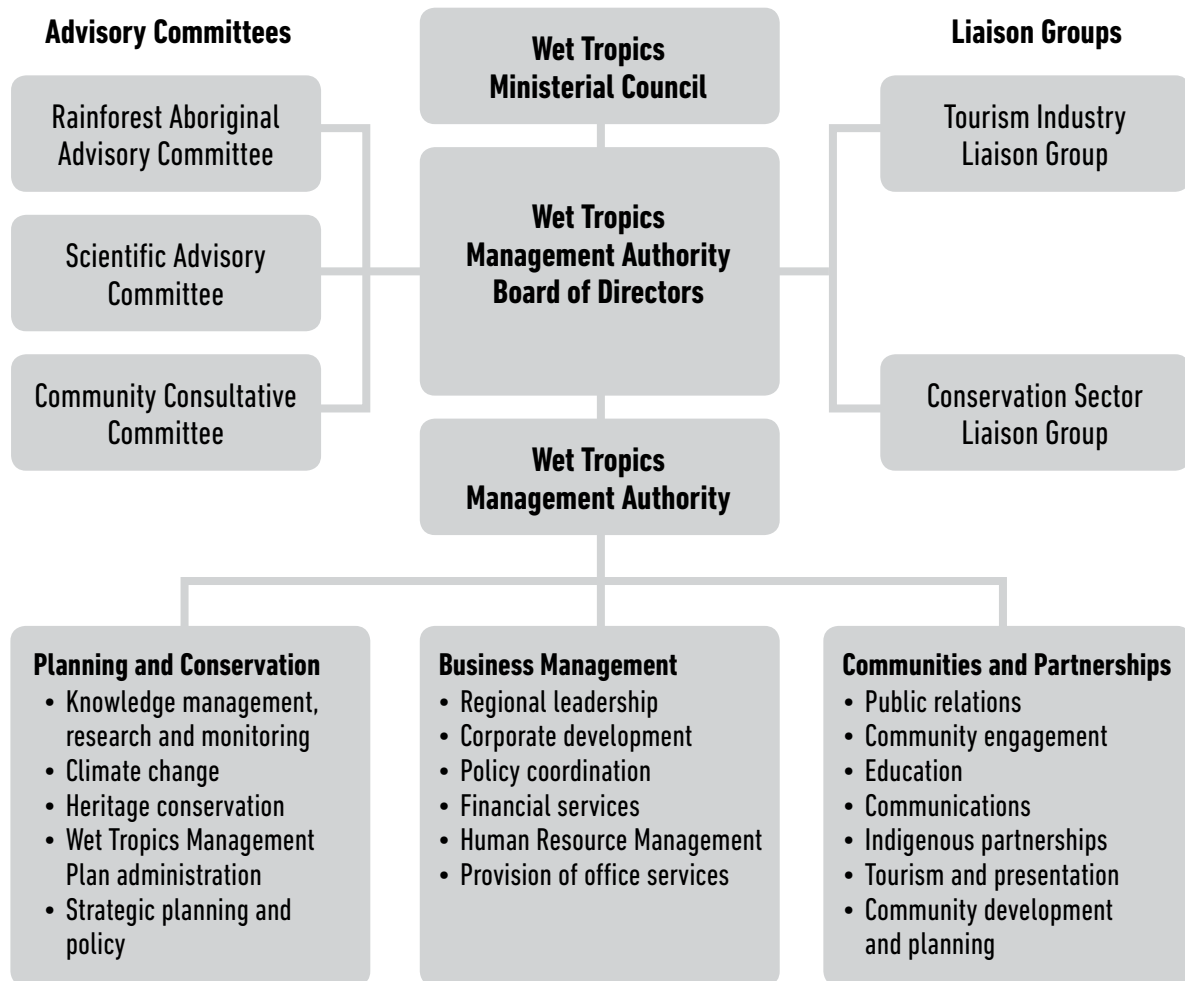 Advisory Committees
Rainforest Aboriginal
Advisory Committee
Scientific Advisory
Committee
Community Consultative
Committee
Wet Tropics
Ministerial Council
Wet Tropics
Management Authority
Board of Directors
Wet Tropics
Management Authority
Liaison Groups
Tourism Industry
Liaison Group
Conservation Sector
Liaison Group
Planning and Conservation
• Knowledge management,
research and monitoring
• Climate change
• Heritage conservation
• Wet Tropics Management
Plan administration
• Strategic planning and
policy
Business Management
• Regional leadership
• Corporate development
• Policy coordination
• Financial services
• Human Resource Management
• Provision of office services
Communities and Partnerships
• Public relations
• Community engagement
• Education
• Communications
• Indigenous partnerships
• Tourism and presentation
• Community development
and planning